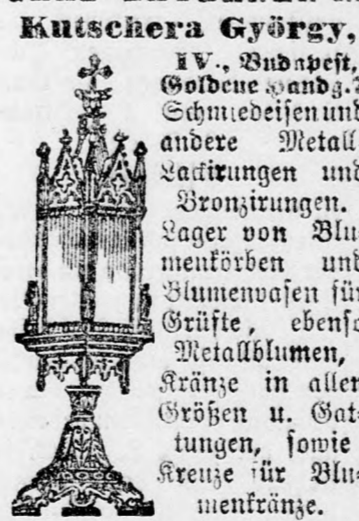 Kutschera György,
IV., Budapest,
Goldene Handg.
Schmiedeisen und
andere Metall-
Lackirungen und
Bronzirungen.
Lager von Blu-
menkörben und
Blumenvasen für
Grüfte, ebenso
Metallblumen,
Kränze in allen
Größen u. Gat-
tungen, sowie
Kreuze für Blu-
menkränze.